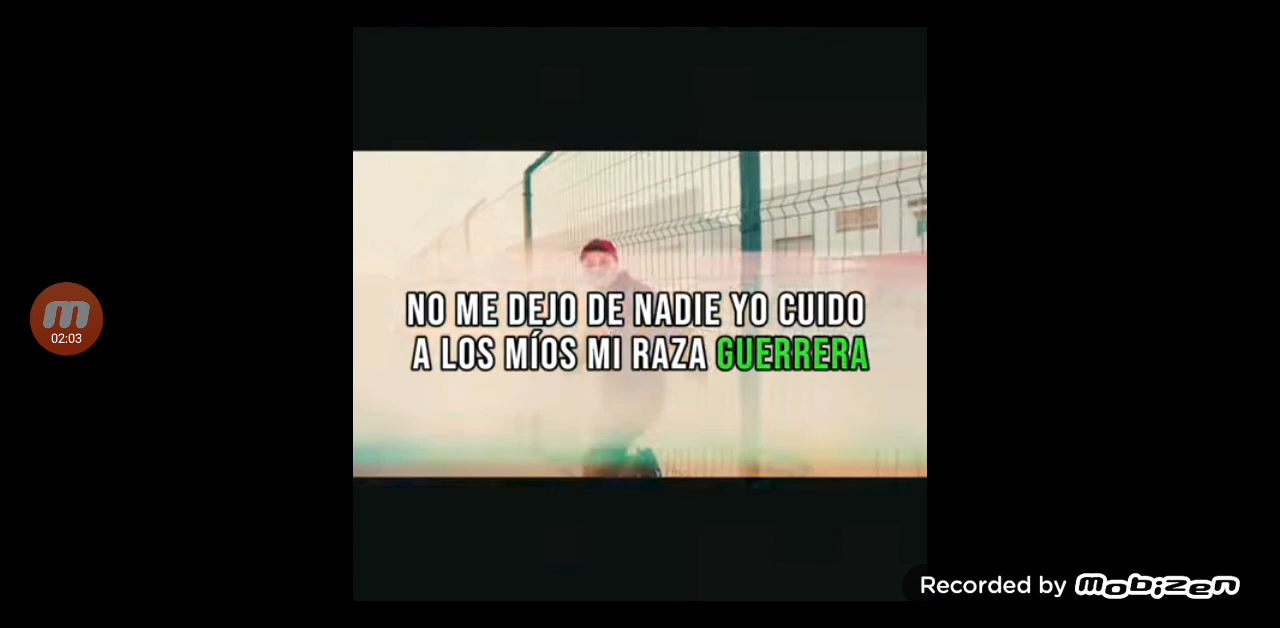 NO ME DEJO DE NADIE YO CUIDO
A LOS MÍOS MI RAZA GUERRERA
02:03
Recorded by Mobizen